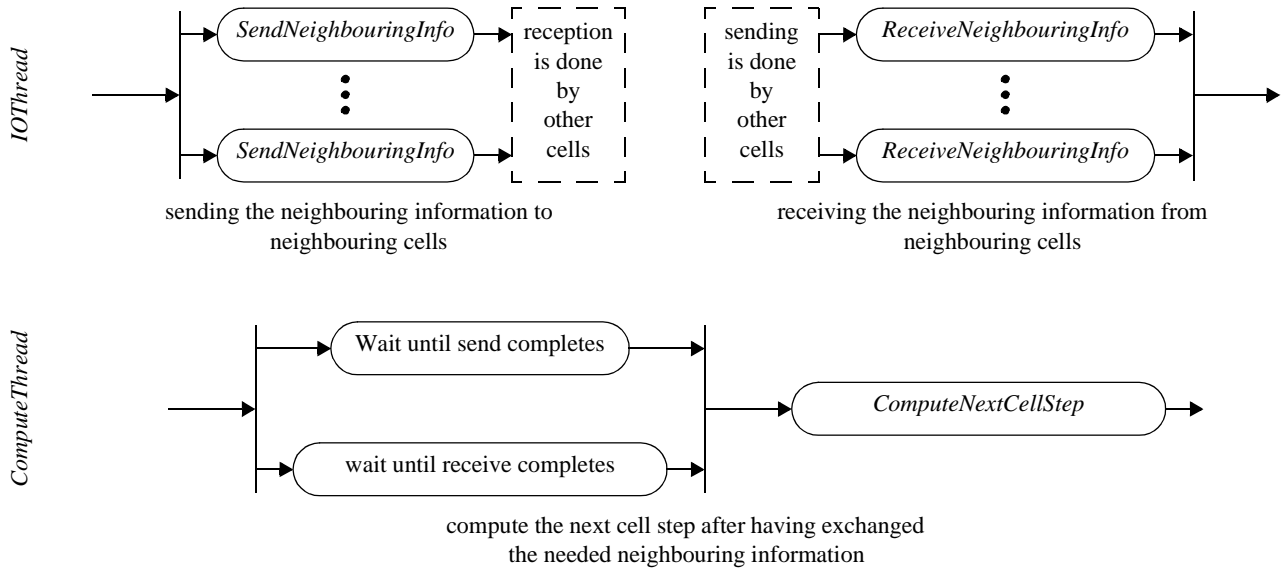 IOThread
SendNeighbouringInfo
SendNeighbouringInfo
reception
is done
by
other
cells
sending
is done
by
other
cells
ReceiveNeighbouringInfo
ReceiveNeighbouringInfo
sending the neighbouring information to
neighbouring cells
receiving the neighbouring information from
neighbouring cells
ComputeThread
Wait until send completes
wait until receive completes
ComputeNextCellStep
compute the next cell step after having exchanged
the needed neighbouring information